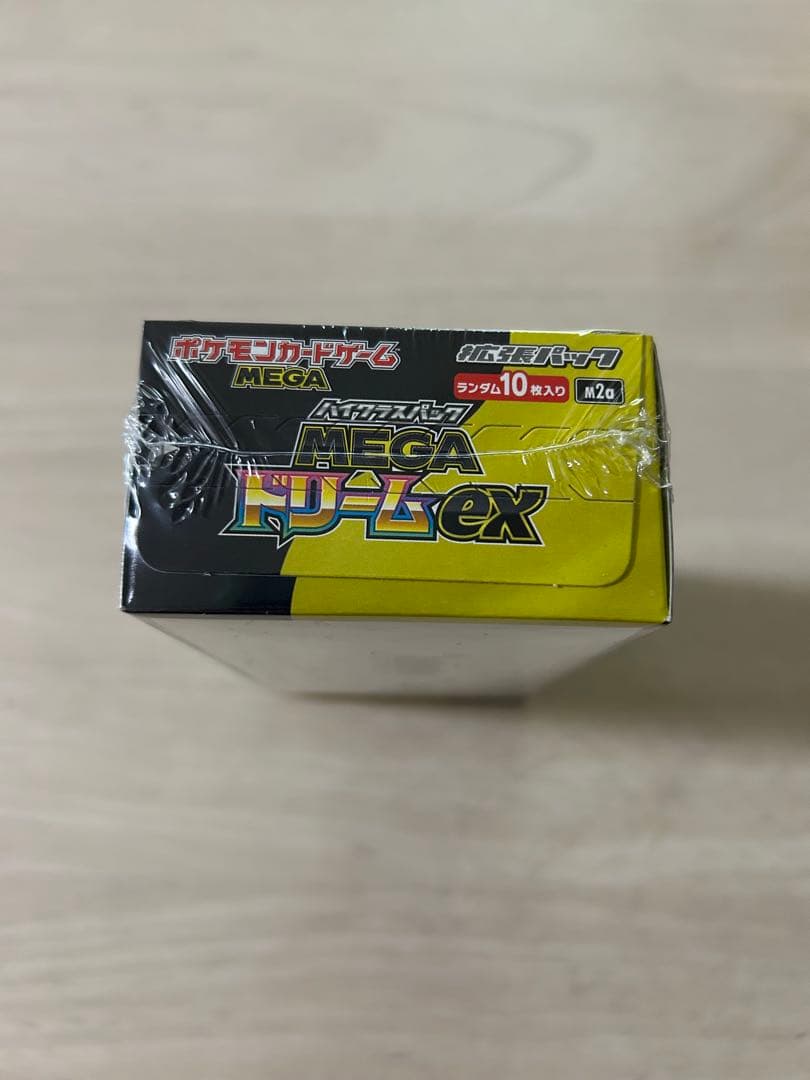 ポケモンカードゲーム
MEGA
拡張パック
ランダム10枚入り
M2a
ハイクラスパック
MEGA
ドリームex